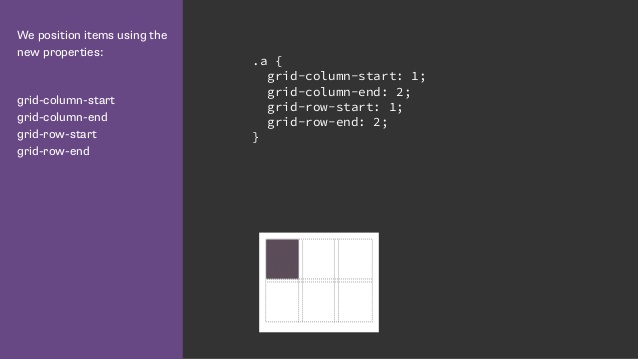 We position items using the
new properties:
grid-column-start
grid-column-end
grid-row-start
grid-row-end
.a {
grid-column-start: 1;
grid-column-end: 2;
grid-row-start: 1;
grid-row-end: 2;
}